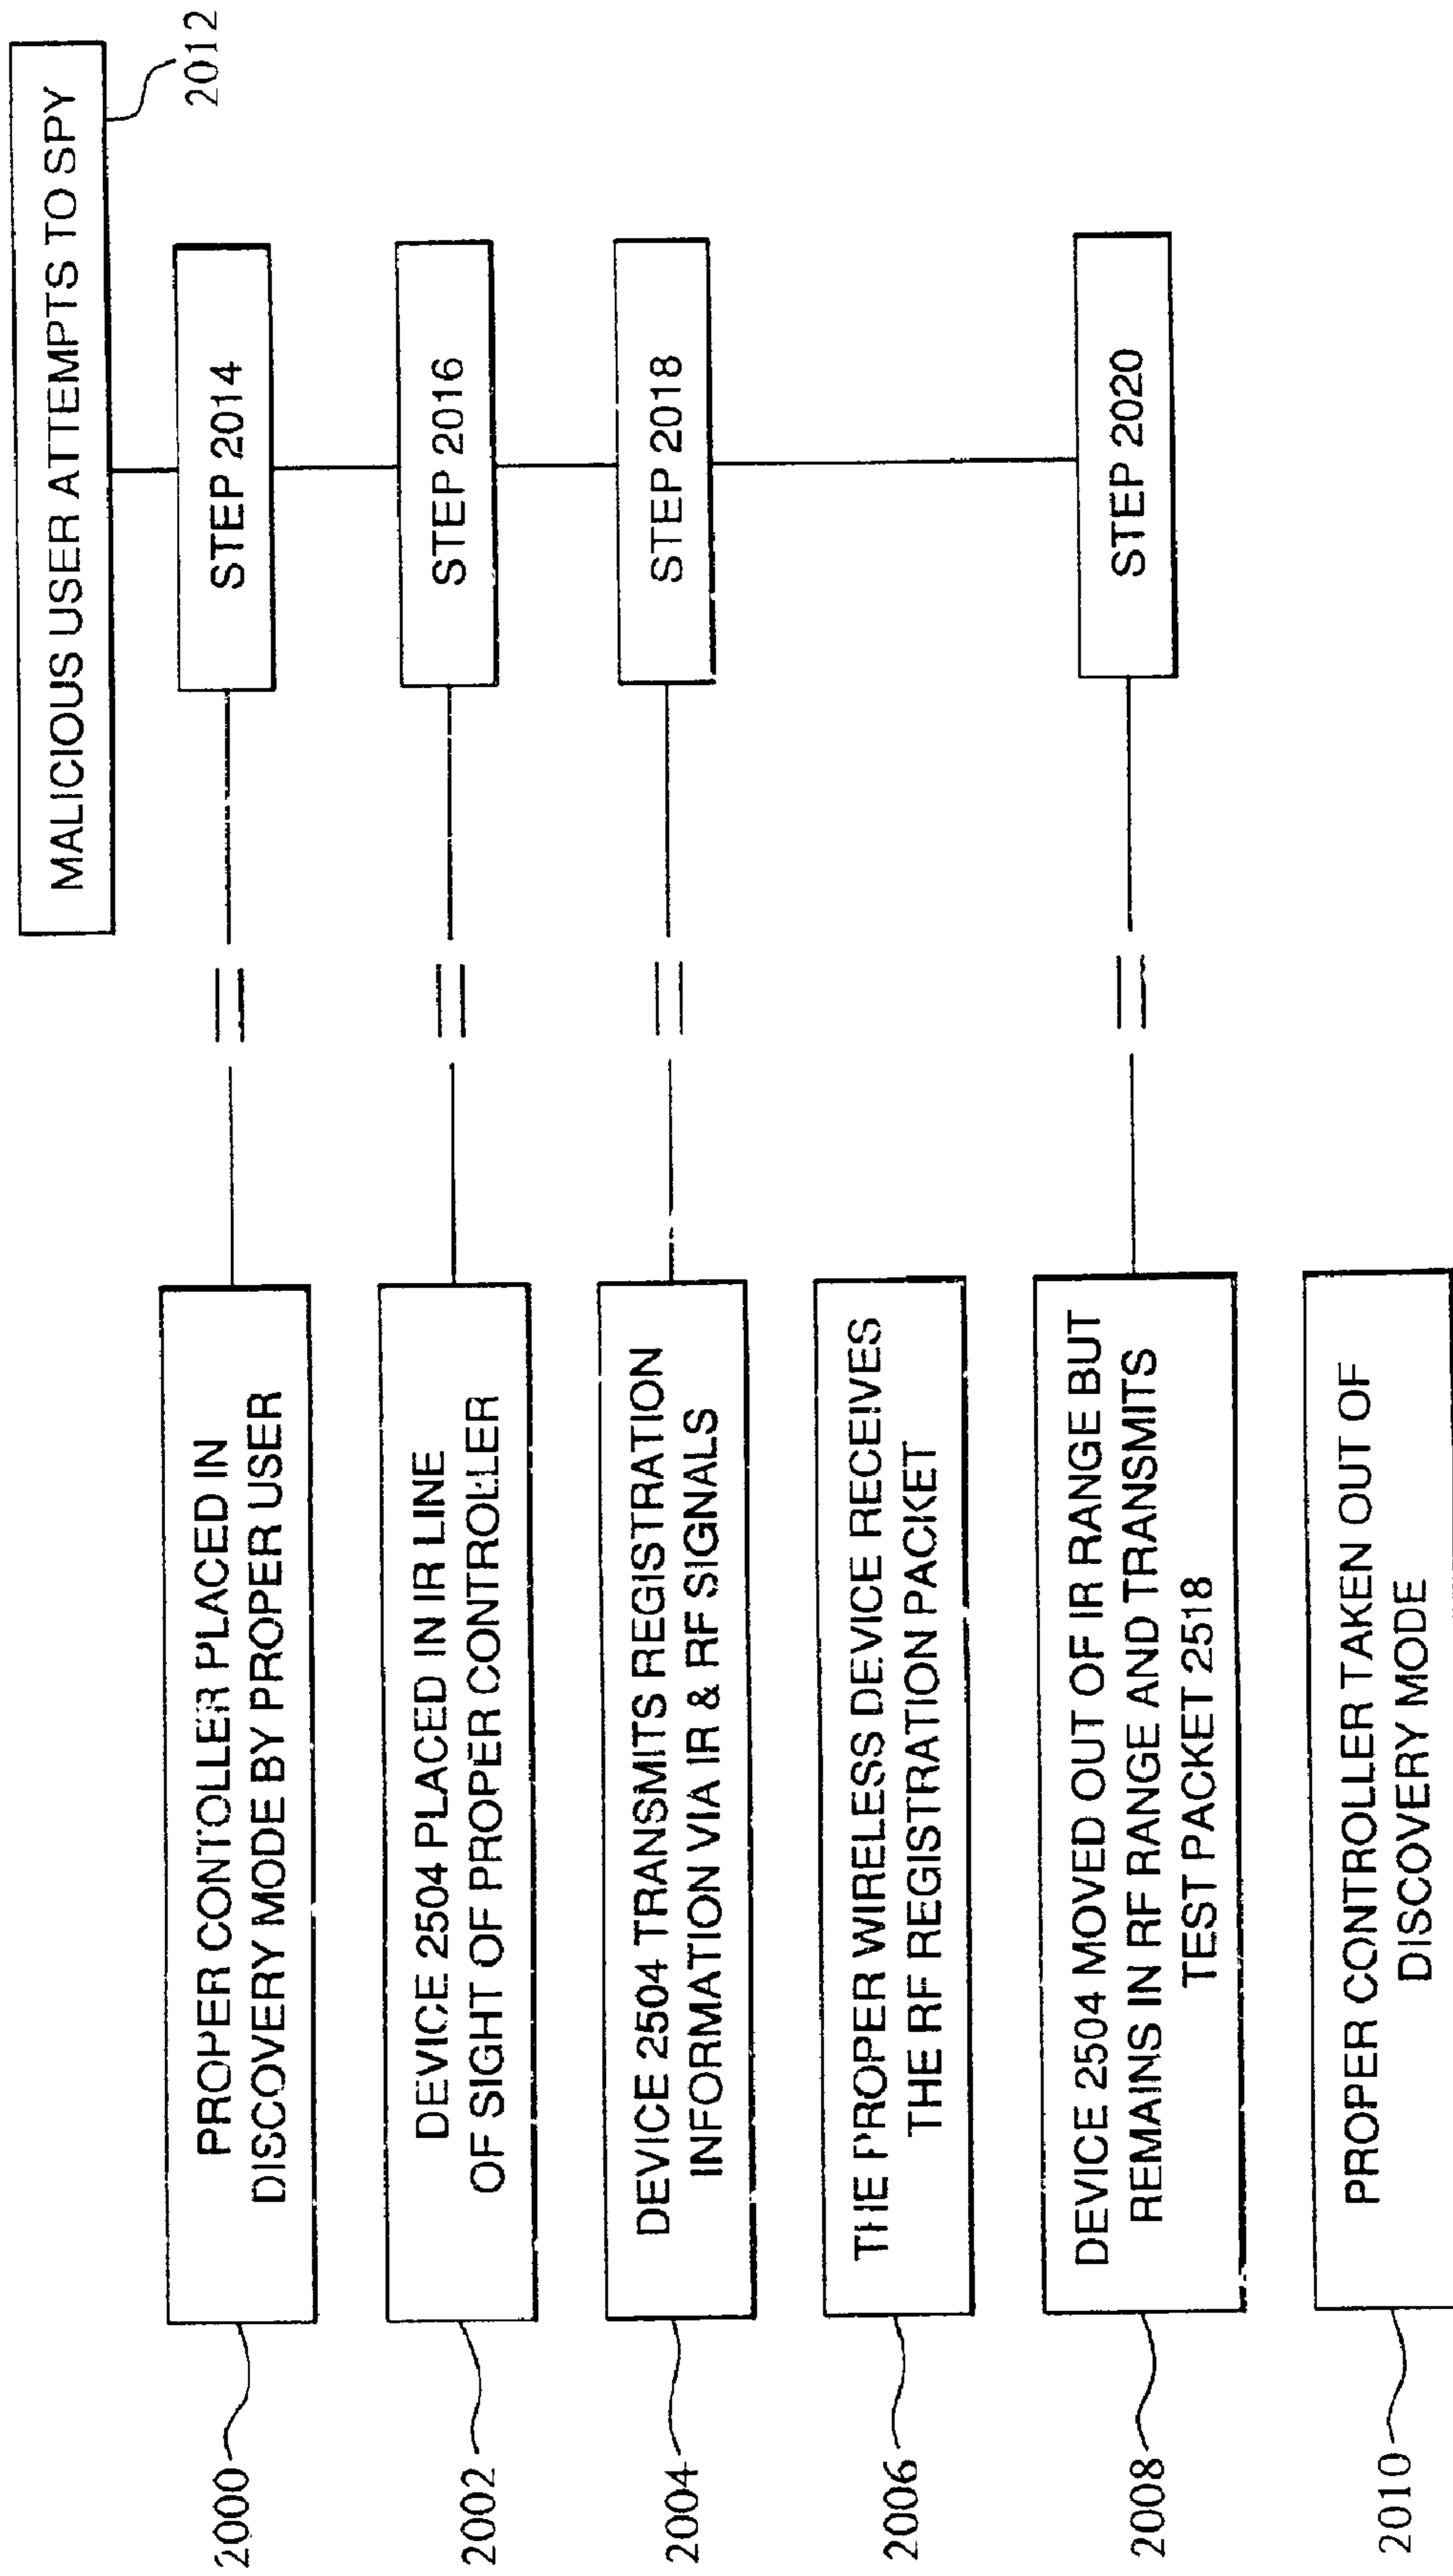 MALICIOUS USER ATTEMPTS TO SPY
2012
2000
PROPER CONTOLLER PLACED IN
DISCOVERY MODE BY PROPER USER
STEP 2014
2002
DEVICE 2504 PLACED IN IR LINE
OF SIGHT OF PROPER CONTROLLER
STEP 2016
2004
DEVICE 2504 TRANSMITS REGISTRATION
INFORMATION VIA IR & RF SIGNALS
STEP 2018
2006
THE PROPER WIRELESS DEVICE RECEIVES
THE RF REGISTRATION PACKET
2008
DEVICE 2504 MOVED OUT OF IR RANGE BUT
REMAINS IN RF RANGE AND TRANSMITS
TEST PACKET 2518
STEP 2020
2010
PROPER CONTROLLER TAKEN OUT OF
DISCOVERY MODE